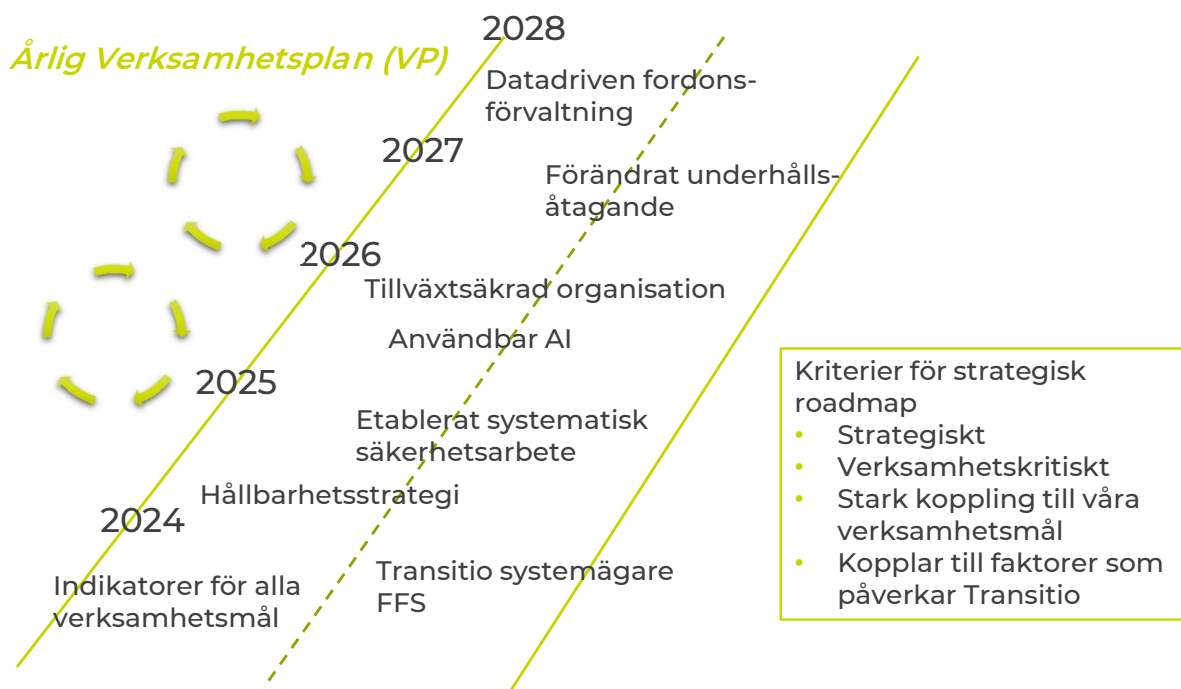 Årlig Verksamhetsplan (VP)
2028
Datadriven fordons-
förvaltning
2027
Förändrat underhålls-
åtagande
2026
Tillväxtsäkrad organisation
Användbar AI
2025
Etablerat systematisk
säkerhetsarbete
Hållbarhetsstrategi
2024
Transitio systemägare
FFS
Indikatorer för alla
verksamhetsmål
Kriterier för strategisk
roadmap
• Strategiskt
• Verksamhetskritiskt
• Stark koppling till våra
verksamhetsmål
• Kopplar till faktorer som
påverkar Transitio